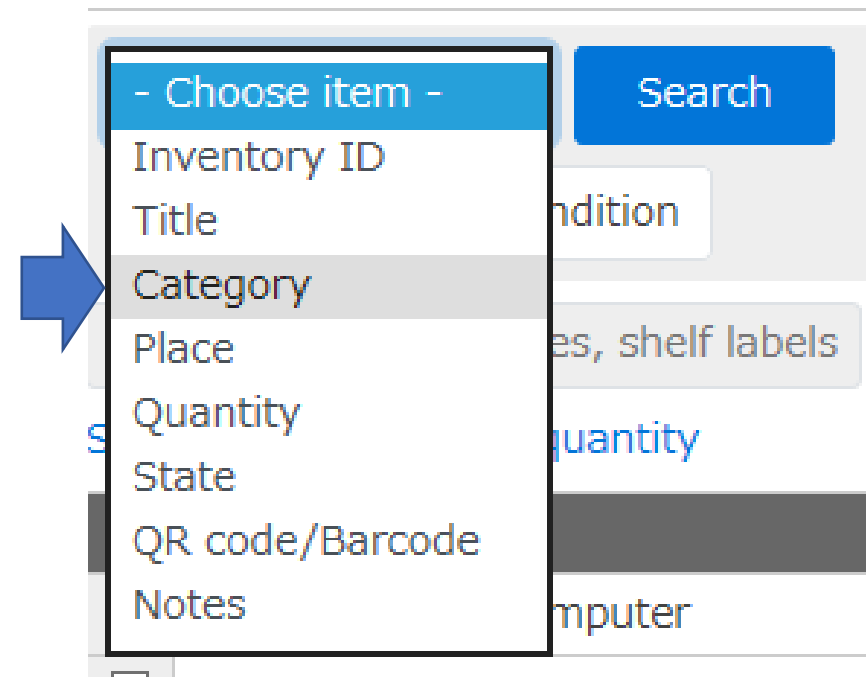 - Choose item -
Search
Inventory ID
Title
ndition
Category
Place
es, shelf labels
Quantity
quantity
State
QR code/Barcode
Notes
mputer